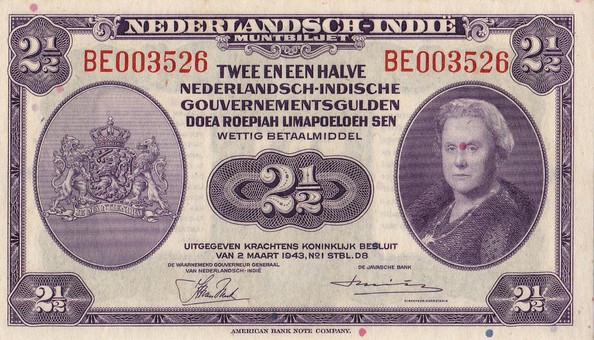 NEDERLANDSCH-INDIË
MUNTBILJET
2½ 2½
BE003526 BE003526
TWEE EN EEN HALVE
NEDERLANDSCH-INDISCHE
GOUVERNEMENTSGULDEN
DOEA ROEPIAH LIMAPOELOEH SEN
WETTIG BETAALMIDDEL
2½
UITGEGEVEN KRACHTENS KONINKLIJK BESLUIT
VAN 2 MAART 1943, No 1 STBL. D8
DE WAARNEMEND GOUVERNEUR GENERAAL
VAN NEDERLANDSCH-INDIË
DE JAVASCHE BANK
2½ 2½
AMERICAN BANK NOTE COMPANY.